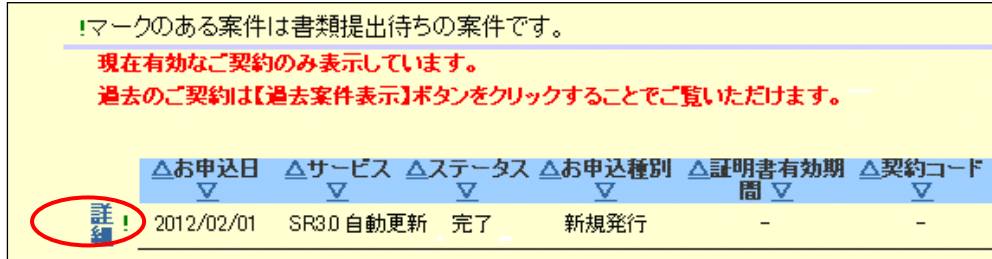 !マークのある案件は書類提出待ちの案件です。
現在有効なご契約のみ表示しています。
過去のご契約は【過去案件表示】ボタンをクリックすることでご覧いただけます。
△お申込日▽ △サービス▽ △ステータス▽ △お申込種別▽ △証明書有効期間▽ △契約コード▽
詳細 ! 2012/02/01 SR3.0 自動更新 完了 新規発行 - -